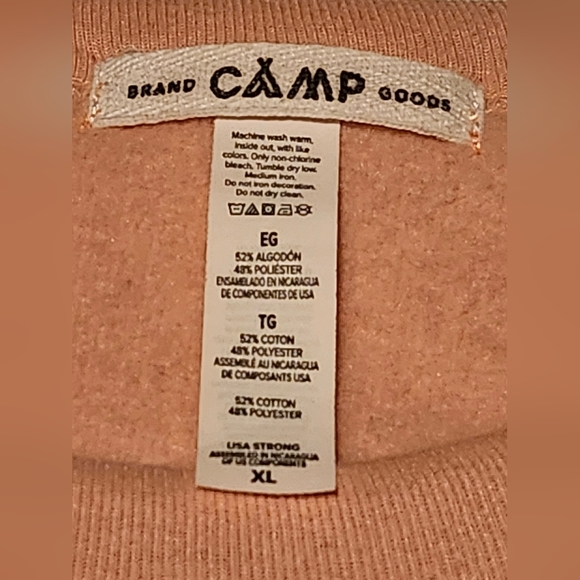 BRAND CAMP GOODS
Machine wash warm,
inside out, with like
colors. Only non-chlorine
bleach. Tumble dry low.
Medium iron.
Do not iron decoration.
Do not dry clean.
EG
52% ALGODÓN
48% POLIÉSTER
ENSAMELADO EN NICARAGUA
DE COMPONENTES DE USA
TG
52% COTON
48% POLYESTER
ASSEMBLÉ AU NICARAGUA
DE COMPOSANTS USA
52% COTTON
48% POLYESTER
USA STRONG
ASSEMBLED IN NICARAGUA
OF US COMPONENTS
XL